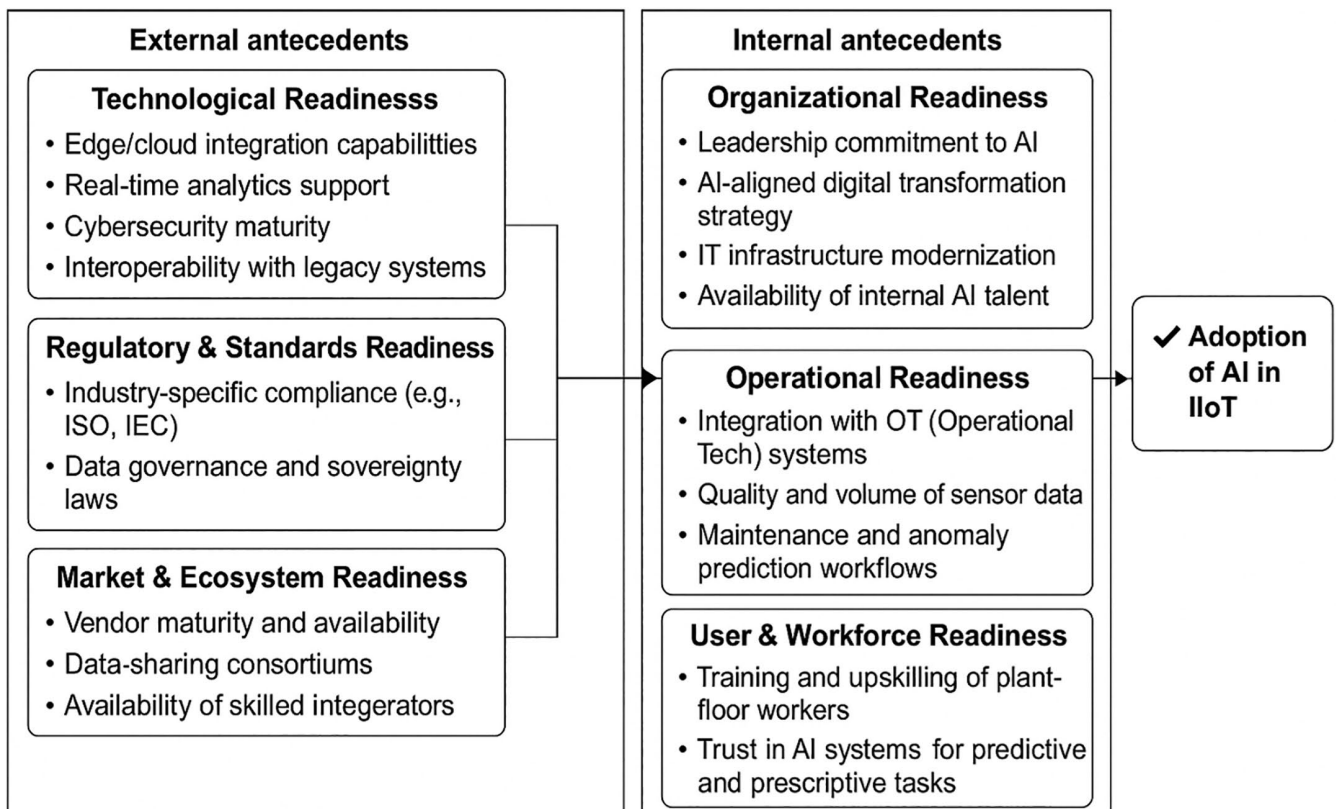 External antecedents
Technological Readinesss
• Edge/cloud integration capabilitties
• Real-time analytics support
• Cybersecurity maturity
• Interoperability with legacy systems
Regulatory & Standards Readiness
• Industry-specific compliance (e.g.,
ISO, IEC)
• Data governance and sovereignty
laws
Market & Ecosystem Readiness
• Vendor maturity and availability
• Data-sharing consortiums
• Availability of skilled integerators
Internal antecedents
Organizational Readiness
• Leadership commitment to AI
• AI-aligned digital transformation
strategy
• IT infrastructure modernization
• Availability of internal AI talent
Operational Readiness
• Integration with OT (Operational
Tech) systems
• Quality and volume of sensor data
• Maintenance and anomaly
prediction workflows
User & Workforce Readiness
• Training and upskilling of plant-
floor workers
• Trust in AI systems for predictive
and prescriptive tasks
✔ Adoption
of AI in
IIoT